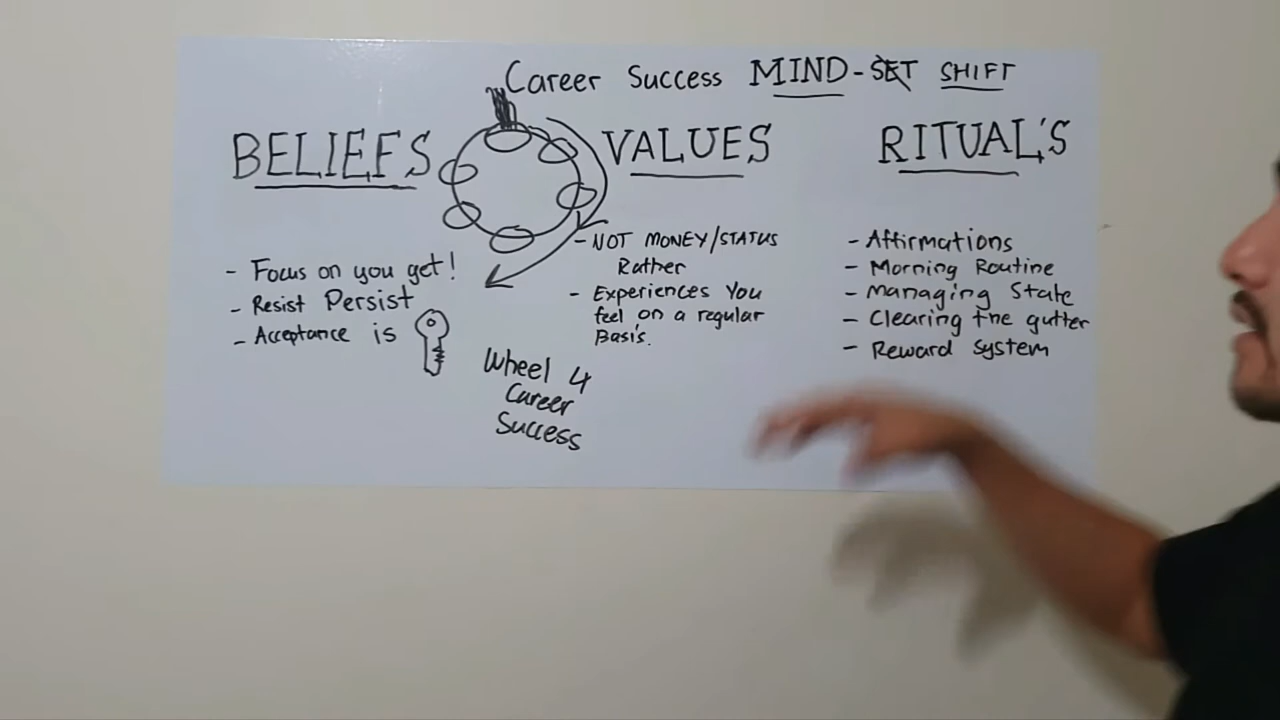 Career Success MIND-SET SHIFT
BELIEFS
- Focus on you get!
- Resist Persist
- Acceptance is
VALUES
- NOT MONEY/STATUS
Rather
- Experiences You
feel on a regular
Basis.
Wheel 4
Career
Success
RITUAL'S
- Affirmations
- Morning Routine
- Managing State
- Clearing the gutter
- Reward System